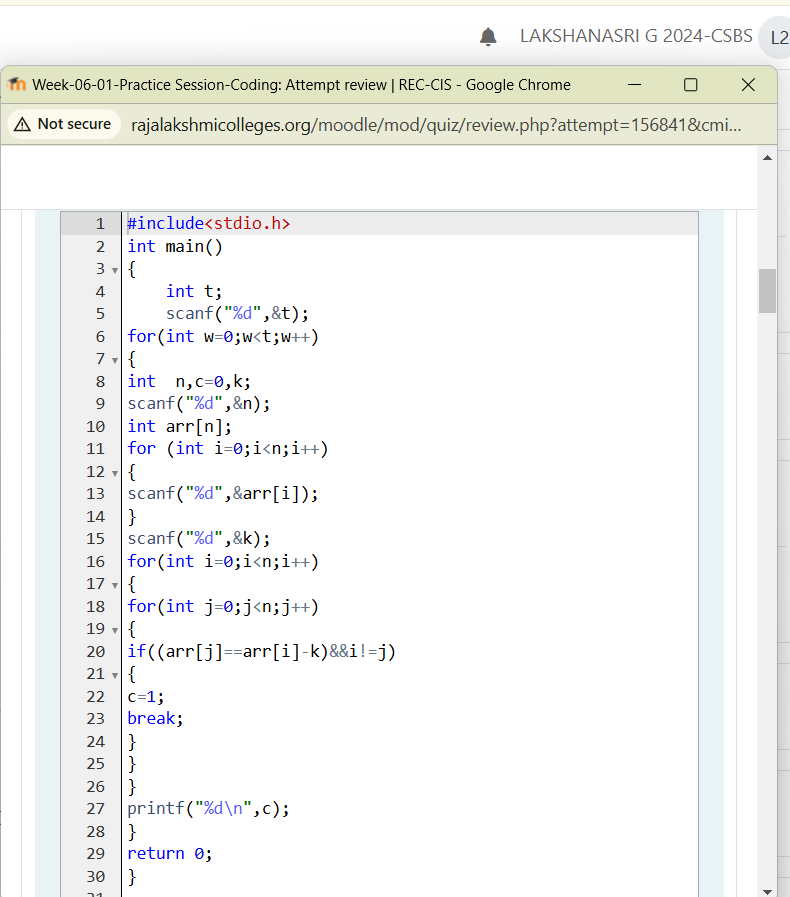 LAKSHANASRI G 2024-CSBS L2
Week-06-01-Practice Session-Coding: Attempt review | REC-CIS - Google Chrome
Not secure rajalakshmicolleges.org/moodle/mod/quiz/review.php?attempt=156841&cmi...
1 #include<stdio.h>
2 int main()
3 {
4     int t;
5     scanf("%d",&t);
6 for(int w=0;w<t;w++)
7 {
8 int  n,c=0,k;
9 scanf("%d",&n);
10 int arr[n];
11 for (int i=0;i<n;i++)
12 {
13 scanf("%d",&arr[i]);
14 }
15 scanf("%d",&k);
16 for(int i=0;i<n;i++)
17 {
18 for(int j=0;j<n;j++)
19 {
20 if((arr[j]==arr[i]-k)&&i!=j)
21 {
22 c=1;
23 break;
24 }
25 }
26 }
27 printf("%d\n",c);
28 }
29 return 0;
30 }
31